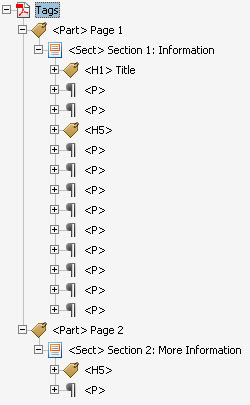 Tags
<Part> Page 1
<Sect> Section 1: Information
<H1> Title
<P>
<P>
<H5>
<P>
<P>
<P>
<P>
<P>
<P>
<P>
<P>
<P>
<Part> Page 2
<Sect> Section 2: More Information
<H5>
<P>